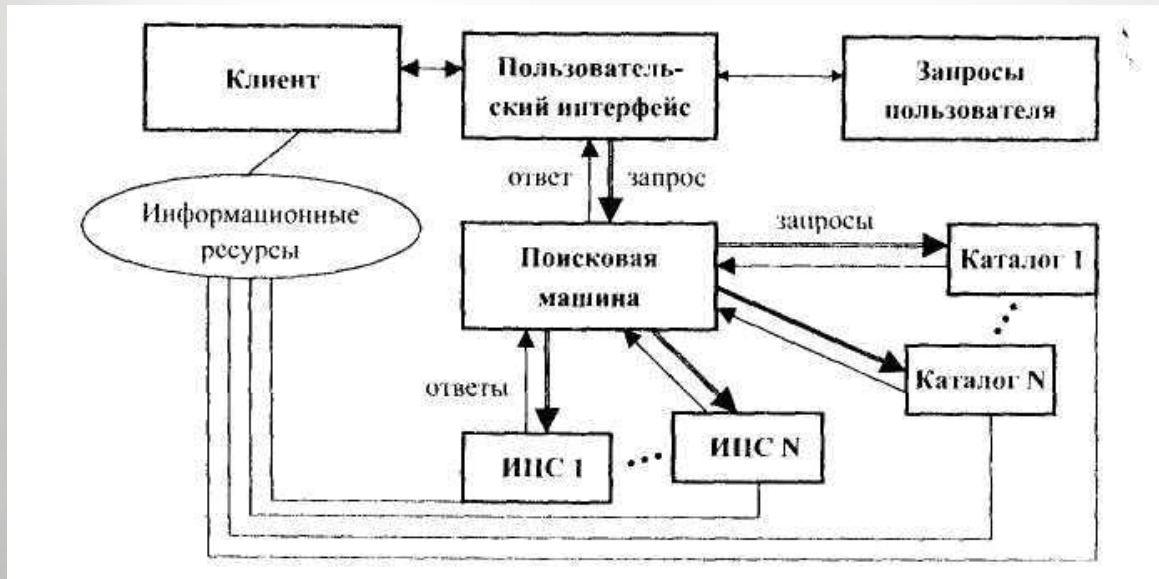 Клиент
Пользователь-
ский интерфейс
Запросы
пользователя
ответ
запрос
Информационные
ресурсы
запросы
Поисковая
машина
Каталог 1
Каталог N
ответы
ИПС 1
ИПС N